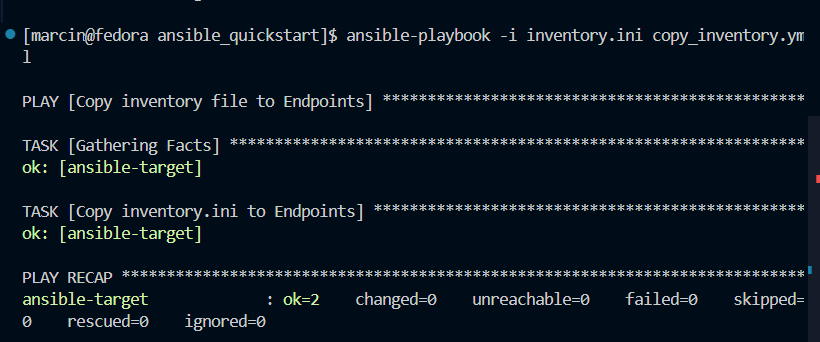 [marcin@fedora ansible_quickstart]$ ansible-playbook -i inventory.ini copy_inventory.ym
l
PLAY [Copy inventory file to Endpoints] ***********************************************
TASK [Gathering Facts] ****************************************************************
ok: [ansible-target]
TASK [Copy inventory.ini to Endpoints] ************************************************
ok: [ansible-target]
PLAY RECAP ****************************************************************************
ansible-target             : ok=2    changed=0    unreachable=0    failed=0    skipped=
0    rescued=0    ignored=0